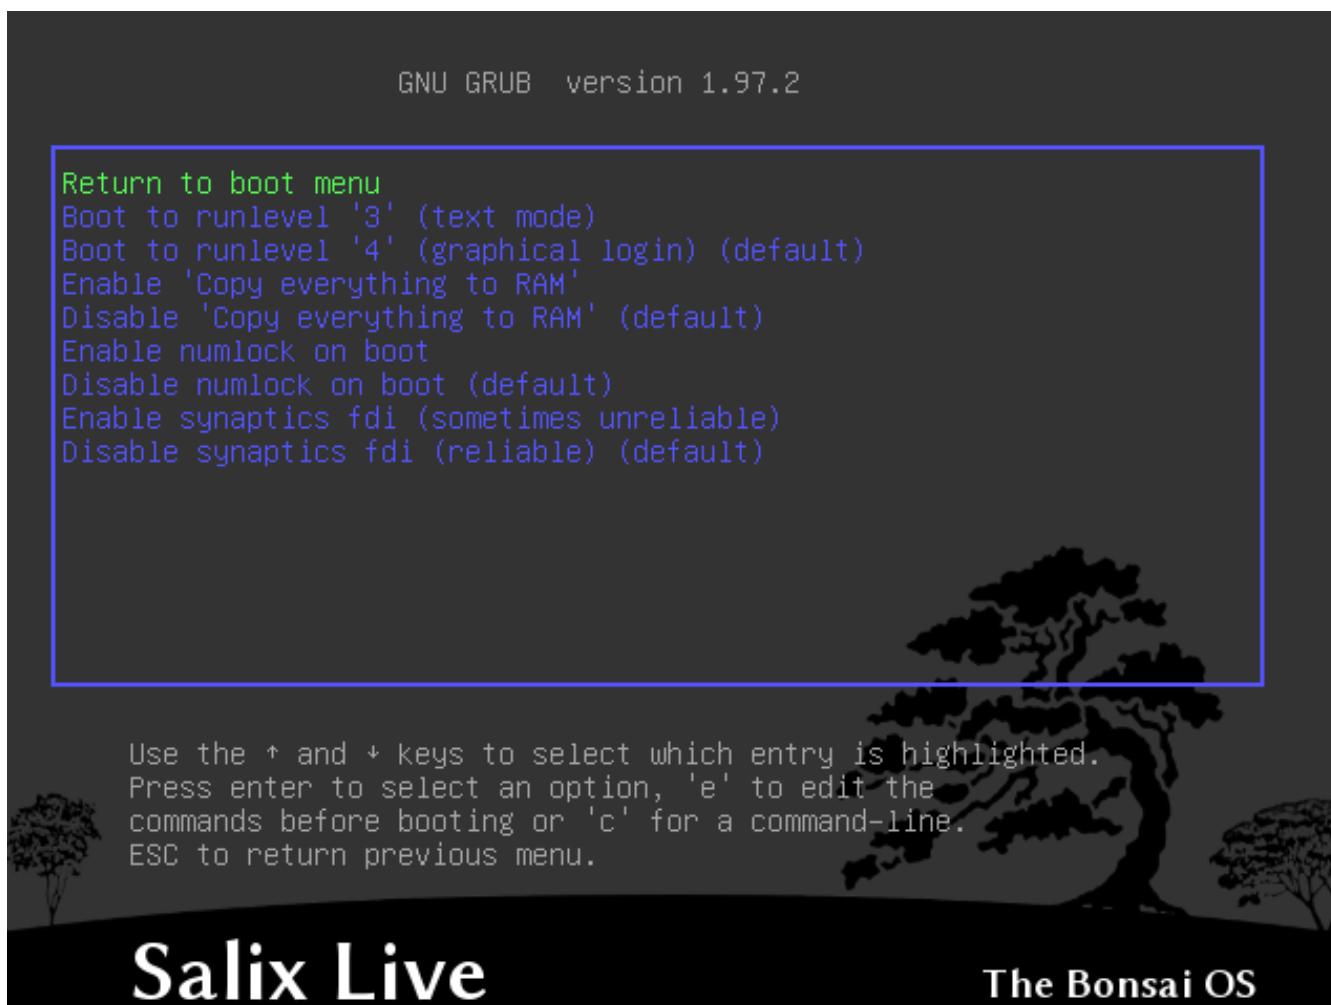 GNU GRUB  version 1.97.2
Return to boot menu
Boot to runlevel '3' (text mode)
Boot to runlevel '4' (graphical login) (default)
Enable 'Copy everything to RAM'
Disable 'Copy everything to RAM' (default)
Enable numlock on boot
Disable numlock on boot (default)
Enable synaptics fdi (sometimes unreliable)
Disable synaptics fdi (reliable) (default)
Use the ↑ and ↓ keys to select which entry is highlighted.
Press enter to select an option, 'e' to edit the
commands before booting or 'c' for a command-line.
ESC to return previous menu.
Salix Live
The Bonsai OS